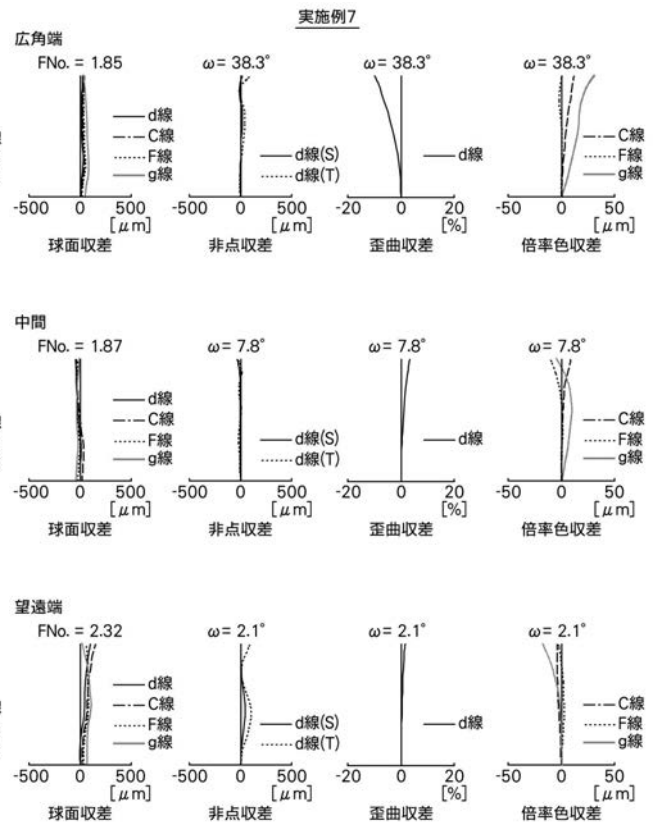 実施例7
広角端
FNo. = 1.85
ω= 38.3°
ω= 38.3°
ω= 38.3°
d線
C線
F線
g線
d線(S)
d線(T)
d線
C線
F線
g線
-500 0 500
-500 0 500
-20 0 20
-50 0 50
[μm]
[μm]
[%]
[μm]
球面収差
非点収差
歪曲収差
倍率色収差
中間
FNo. = 1.87
ω= 7.8°
ω= 7.8°
ω= 7.8°
d線
C線
F線
g線
d線(S)
d線(T)
d線
C線
F線
g線
-500 0 500
-500 0 500
-20 0 20
-50 0 50
[μm]
[μm]
[%]
[μm]
球面収差
非点収差
歪曲収差
倍率色収差
望遠端
FNo. = 2.32
ω= 2.1°
ω= 2.1°
ω= 2.1°
d線
C線
F線
g線
d線(S)
d線(T)
d線
C線
F線
g線
-500 0 500
-500 0 500
-20 0 20
-50 0 50
[μm]
[μm]
[%]
[μm]
球面収差
非点収差
歪曲収差
倍率色収差